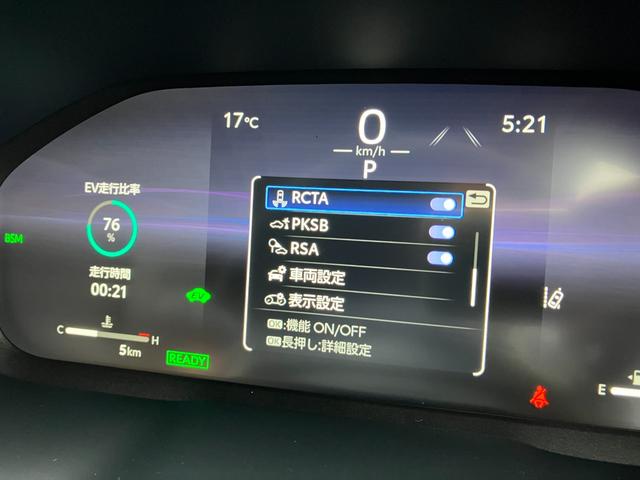 17℃
0
km/h
P
5:21
EV走行比率
76
%
走行時間
00:21
BSM
EV
C
H
5km
READY
RCTA
PKSB
RSA
車両設定
表示設定
OK:機能 ON/OFF
OK長押し:詳細設定
E